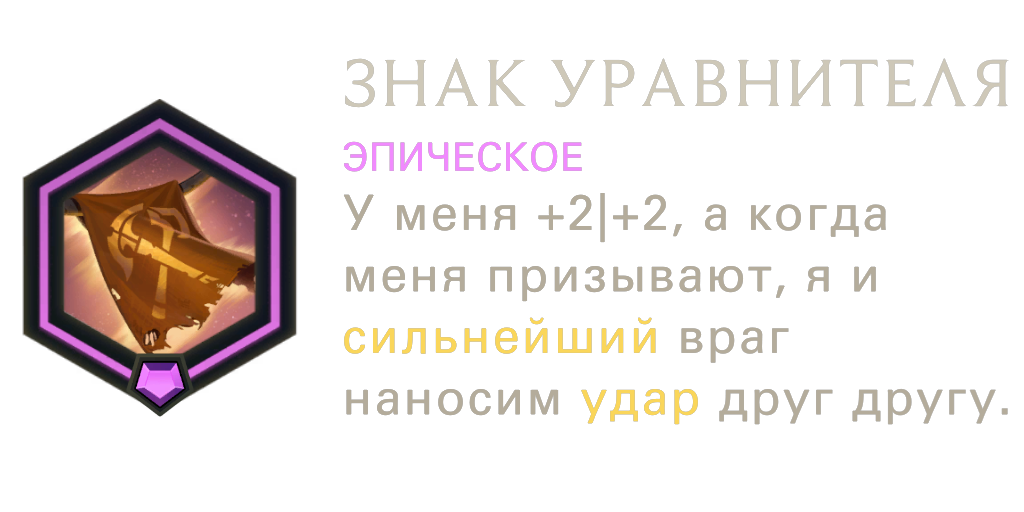 ЗНАК УРАВНИТЕЛЯ
ЭПИЧЕСКОЕ
У меня +2|+2, а когда
меня призывают, я и
сильнейший враг
наносим удар друг другу.